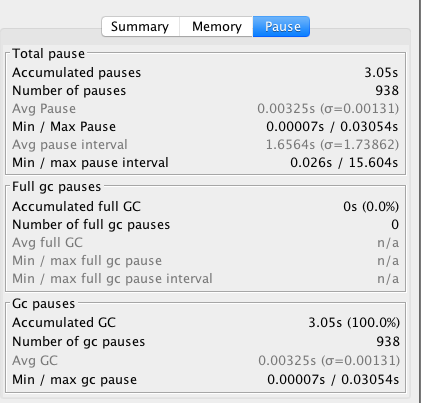 Summary Memory Pause
Total pause
Accumulated pauses 3.05s
Number of pauses 938
Avg Pause 0.00325s (σ=0.00131)
Min / Max Pause 0.00007s / 0.03054s
Avg pause interval 1.6564s (σ=1.73862)
Min / max pause interval 0.026s / 15.604s
Full gc pauses
Accumulated full GC 0s (0.0%)
Number of full gc pauses 0
Avg full GC n/a
Min / max full gc pause n/a
Min / max full gc pause interval n/a
Gc pauses
Accumulated GC 3.05s (100.0%)
Number of gc pauses 938
Avg GC 0.00325s (σ=0.00131)
Min / max gc pause 0.00007s / 0.03054s